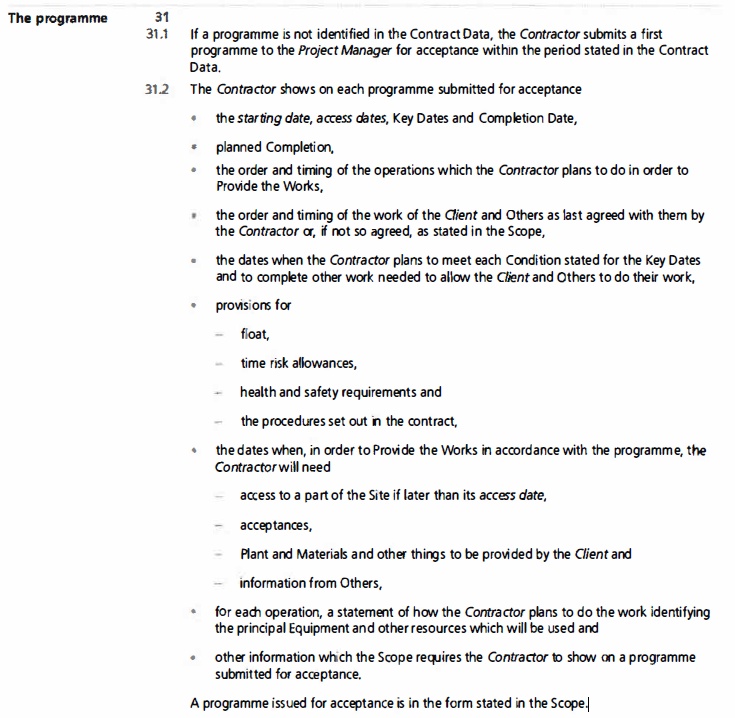 The programme 31
31.1 If a programme is not identified in the Contract Data, the Contractor submits a first
programme to the Project Manager for acceptance within the period stated in the Contract
Data.
31.2 The Contractor shows on each programme submitted for acceptance
• the starting date, access dates, Key Dates and Completion Date,
• planned Completion,
• the order and timing of the operations which the Contractor plans to do in order to
Provide the Works,
• the order and timing of the work of the Client and Others as last agreed with them by
the Contractor or, if not so agreed, as stated in the Scope,
• the dates when the Contractor plans to meet each Condition stated for the Key Dates
and to complete other work needed to allow the Client and Others to do their work,
• provisions for
– float,
– time risk allowances,
– health and safety requirements and
– the procedures set out in the contract,
• the dates when, in order to Provide the Works in accordance with the programme, the
Contractor will need
– access to a part of the Site if later than its access date,
– acceptances,
– Plant and Materials and other things to be provided by the Client and
– information from Others,
• for each operation, a statement of how the Contractor plans to do the work identifying
the principal Equipment and other resources which will be used and
• other information which the Scope requires the Contractor to show on a programme
submitted for acceptance.
A programme issued for acceptance is in the form stated in the Scope.